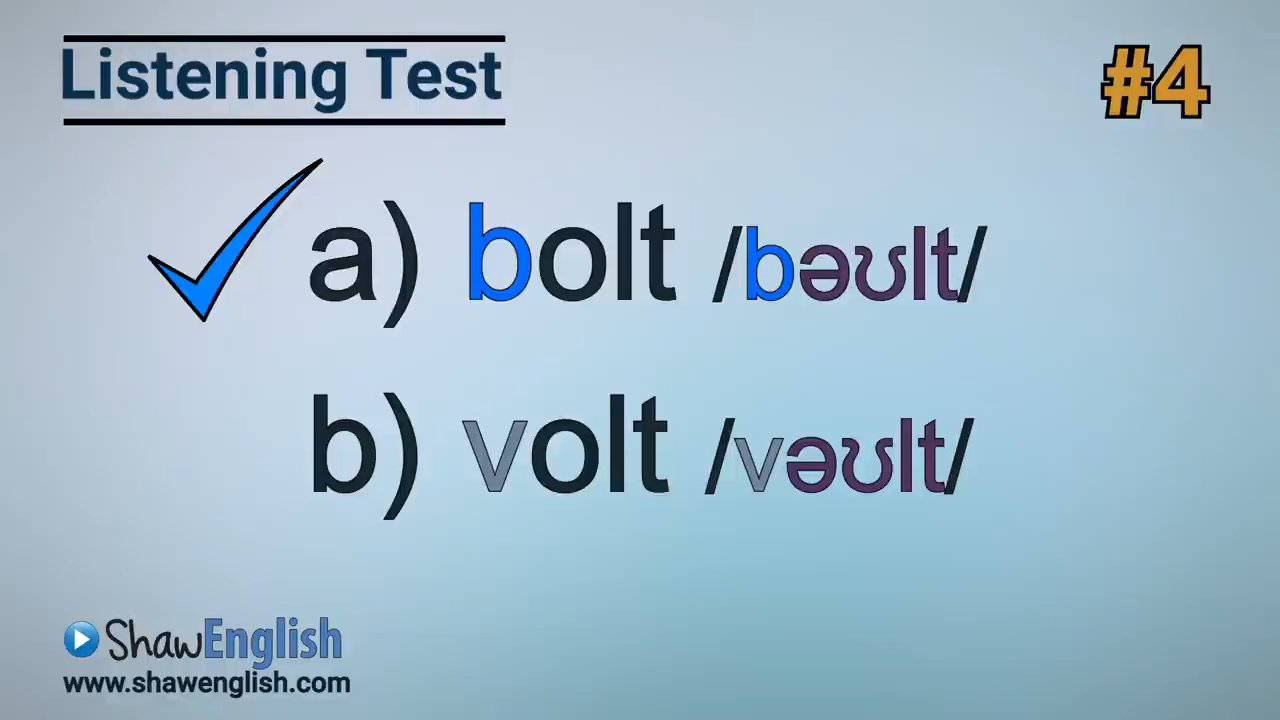 Listening Test
#4
a) bolt /bəʊlt/
b) volt /vəʊlt/
ShawEnglish
www.shawenglish.com